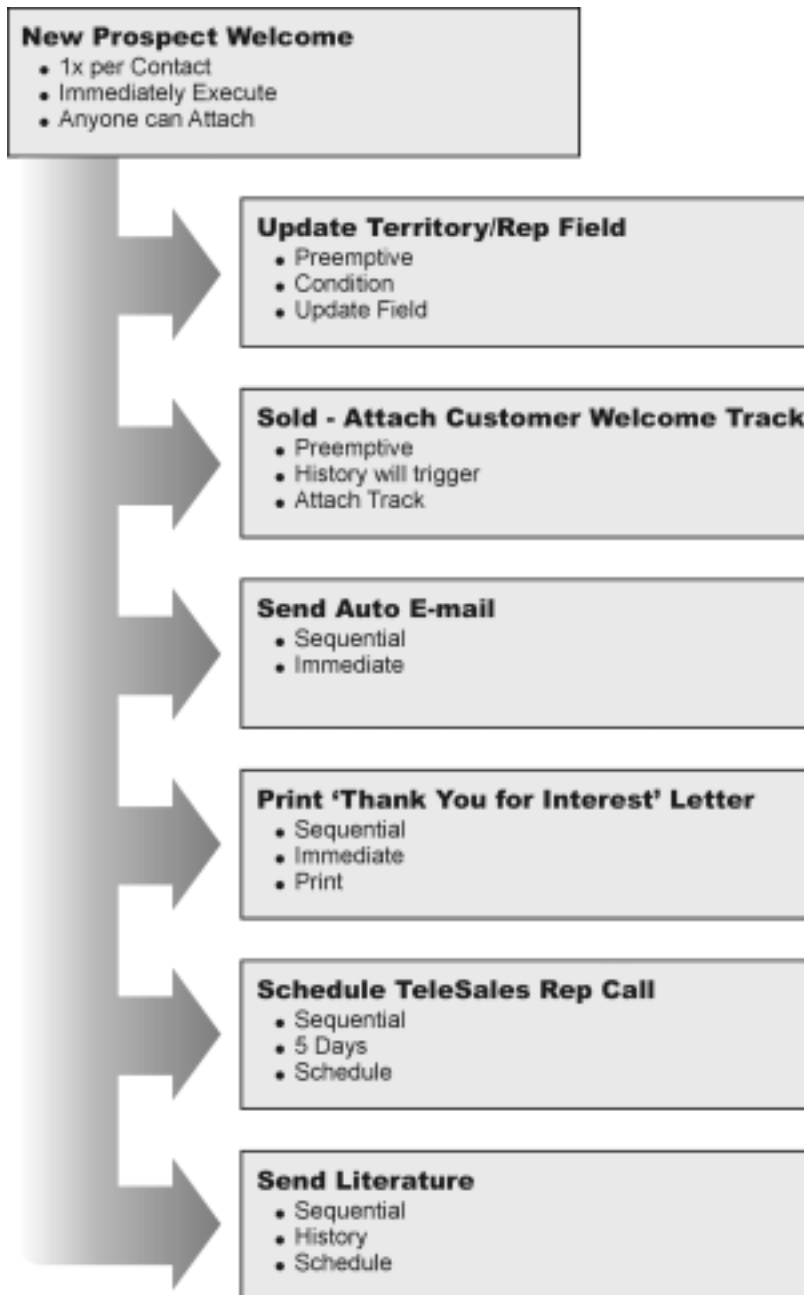 New Prospect Welcome
• 1x per Contact
• Immediately Execute
• Anyone can Attach
Update Territory/Rep Field
• Preemptive
• Condition
• Update Field
Sold - Attach Customer Welcome Track
• Preemptive
• History will trigger
• Attach Track
Send Auto E-mail
• Sequential
• Immediate
Print ‘Thank You for Interest’ Letter
• Sequential
• Immediate
• Print
Schedule TeleSales Rep Call
• Sequential
• 5 Days
• Schedule
Send Literature
• Sequential
• History
• Schedule